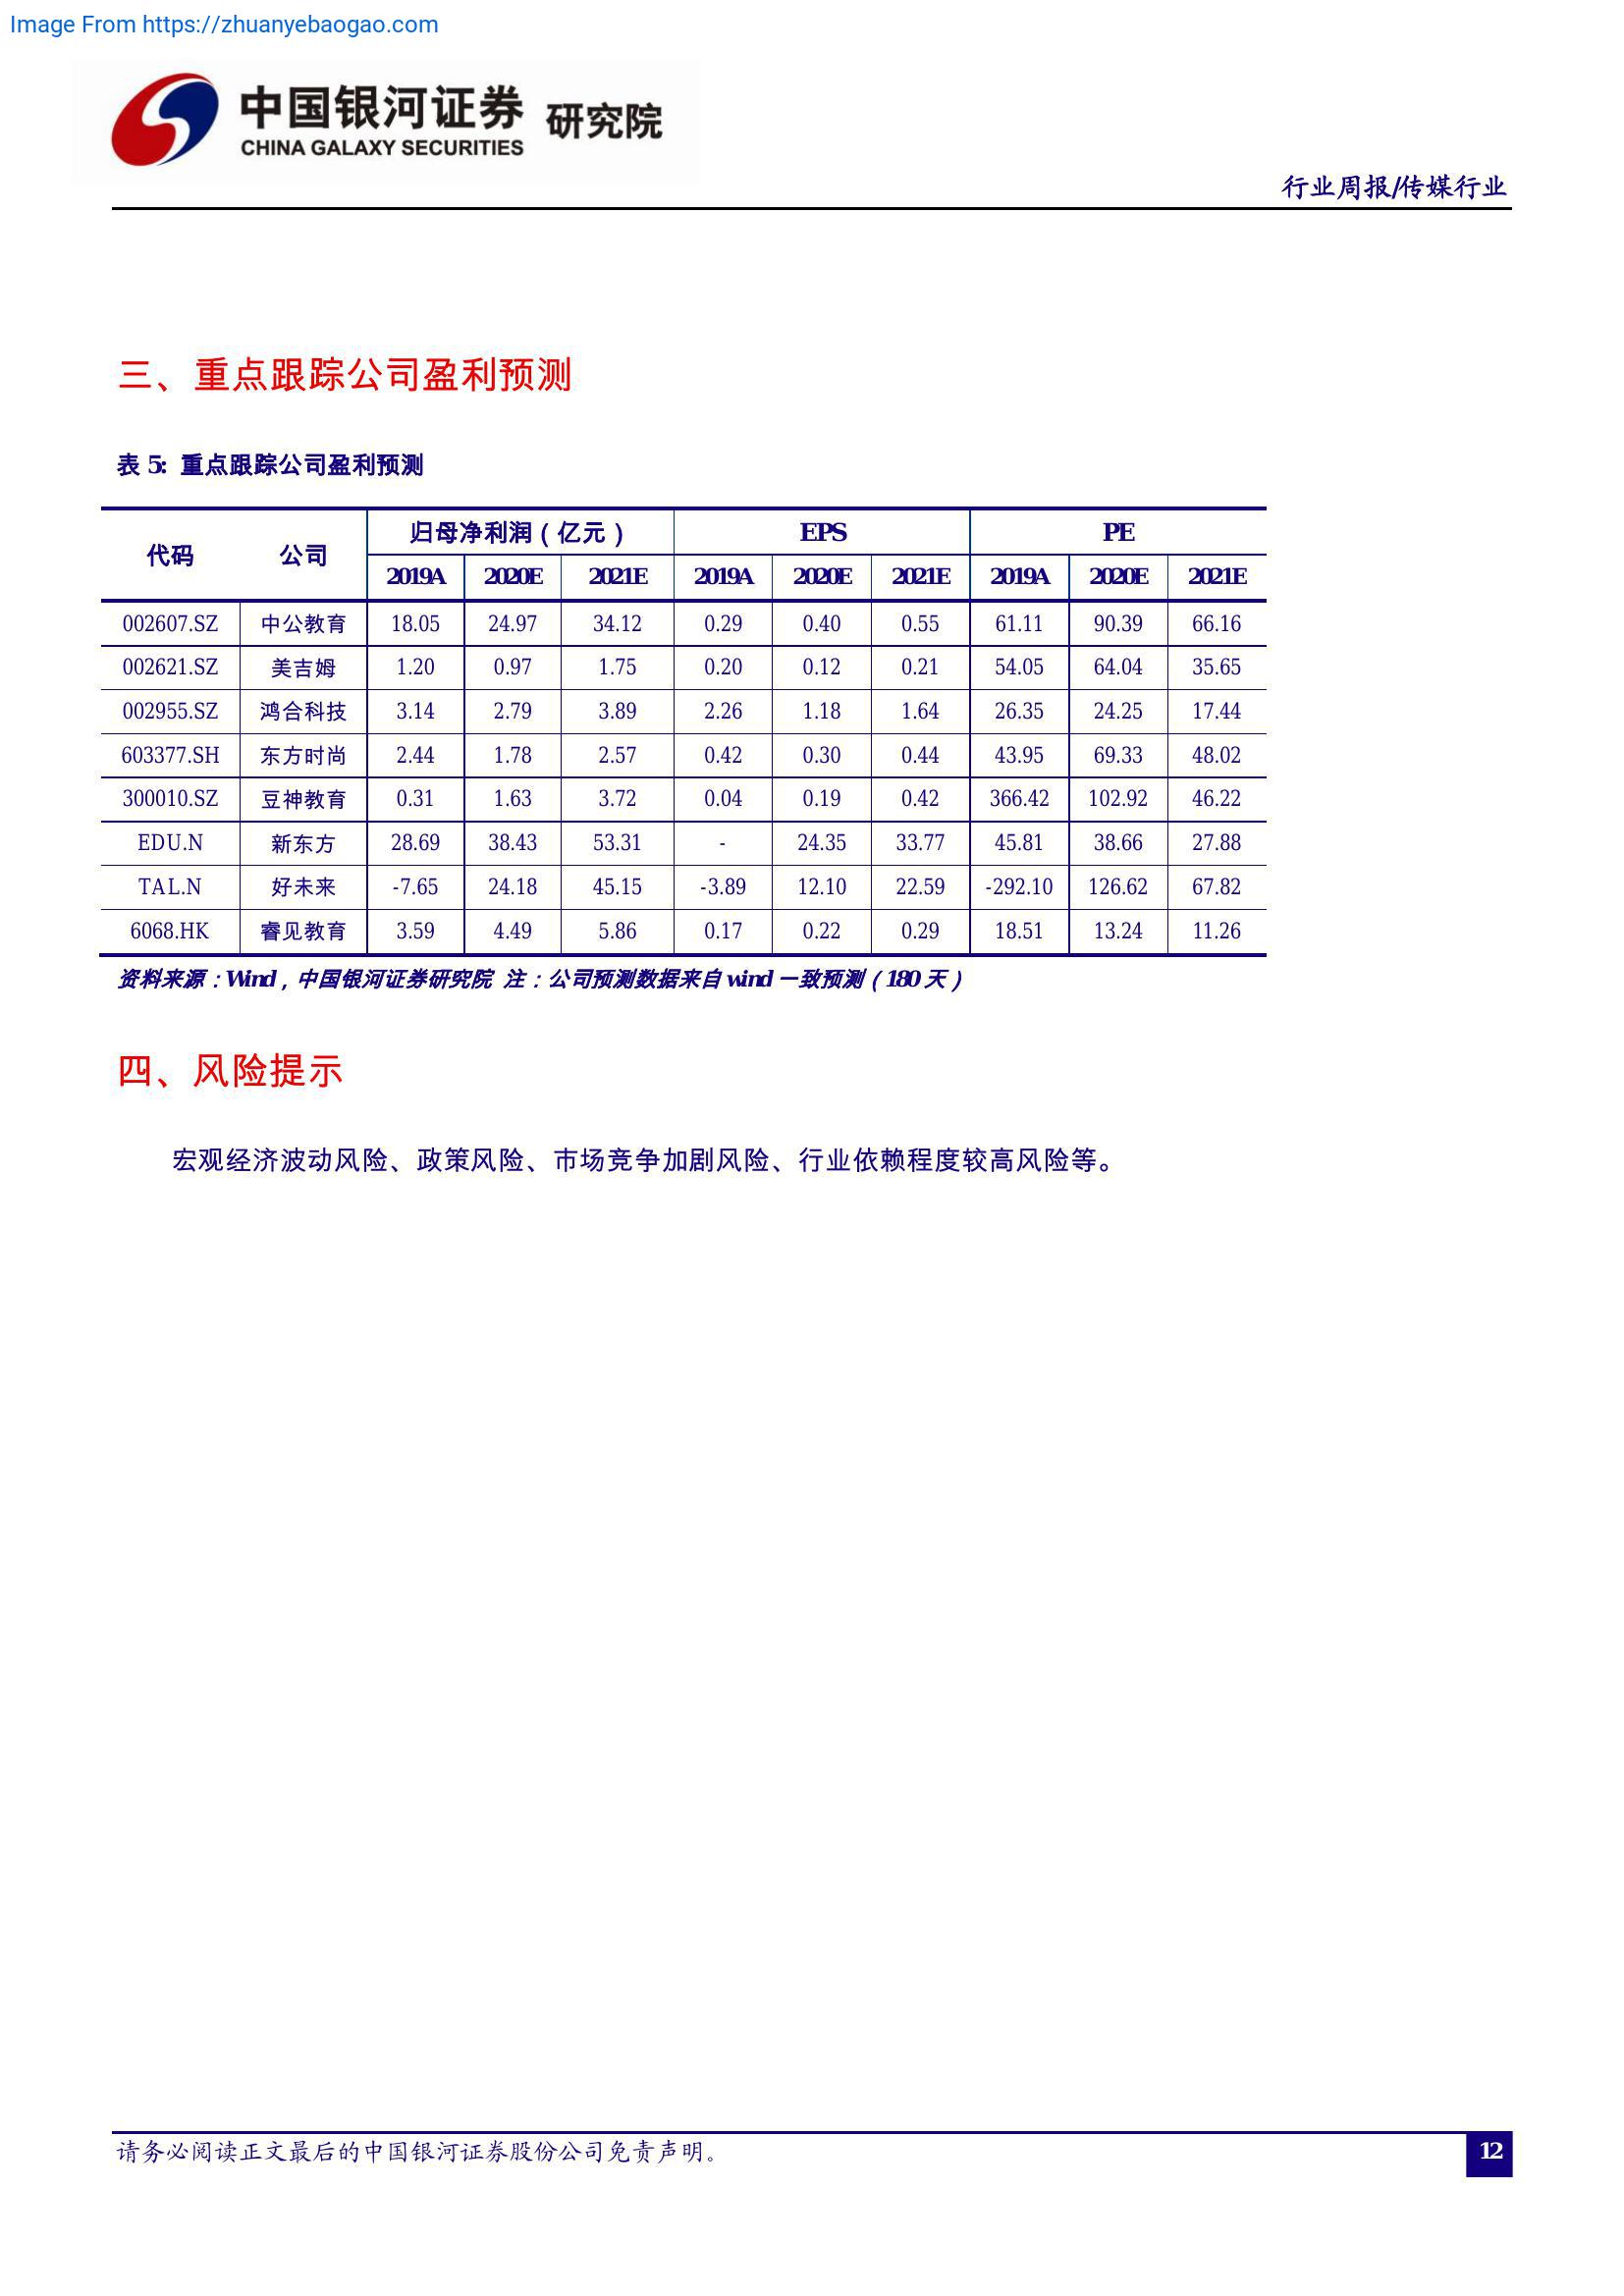 Image From https://zhuanyebaogao.com
中国银河证券 研究院
CHINA GALAXY SECURITIES
行业周报/传媒行业
三、重点跟踪公司盈利预测
表 5: 重点跟踪公司盈利预测
代码 公司 归母净利润（亿元） EPS PE
2019A 2020E 2021E 2019A 2020E 2021E 2019A 2020E 2021E
002607.SZ 中公教育 18.05 24.97 34.12 0.29 0.40 0.55 61.11 90.39 66.16
002621.SZ 美吉姆 1.20 0.97 1.75 0.20 0.12 0.21 54.05 64.04 35.65
002955.SZ 鸿合科技 3.14 2.79 3.89 2.26 1.18 1.64 26.35 24.25 17.44
603377.SH 东方时尚 2.44 1.78 2.57 0.42 0.30 0.44 43.95 69.33 48.02
300010.SZ 豆神教育 0.31 1.63 3.72 0.04 0.19 0.42 366.42 102.92 46.22
EDU.N 新东方 28.69 38.43 53.31 - 24.35 33.77 45.81 38.66 27.88
TAL.N 好未来 -7.65 24.18 45.15 -3.89 12.10 22.59 -292.10 126.62 67.82
6068.HK 睿见教育 3.59 4.49 5.86 0.17 0.22 0.29 18.51 13.24 11.26
资料来源：Wind，中国银河证券研究院 注：公司预测数据来自 wind 一致预测（180 天）
四、风险提示
宏观经济波动风险、政策风险、市场竞争加剧风险、行业依赖程度较高风险等。
请务必阅读正文最后的中国银河证券股份公司免责声明。
12